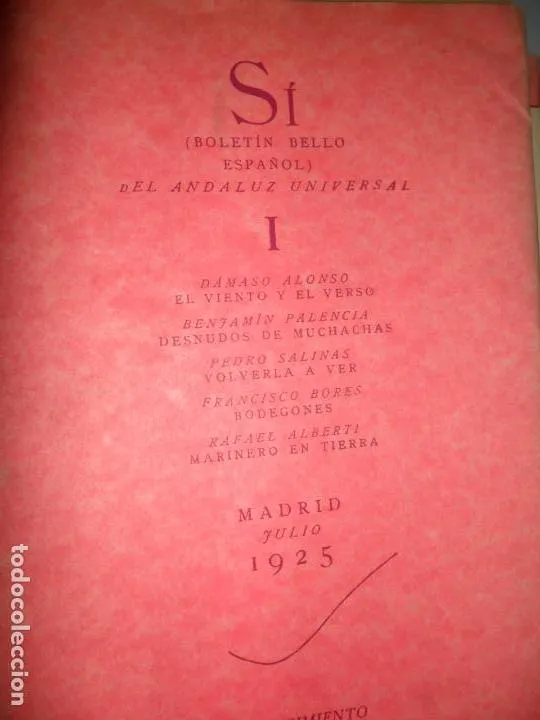 Sí
(BOLETÍN BELLO
ESPAÑOL)
DEL ANDALUZ UNIVERSAL
I
DÁMASO ALONSO
EL VIENTO Y EL VERSO
BENJAMÍN PALENCIA
DESNUDOS DE MUCHACHAS
PEDRO SALINAS
VOLVERLA A VER
FRANCISCO BORES
BODEGONES
RAFAEL ALBERTI
MARINERO EN TIERRA
MADRID
JULIO
1925
todocoleccion